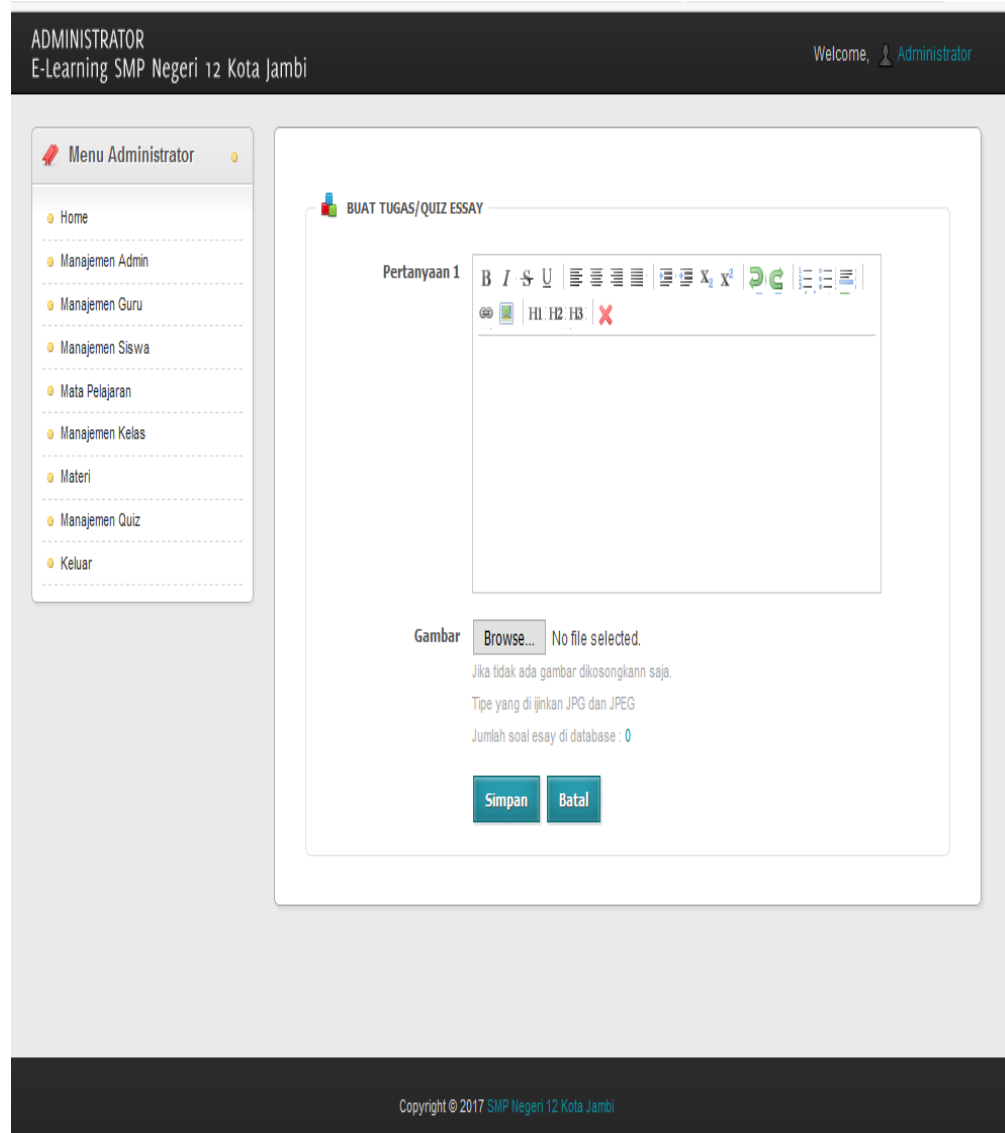 ADMINISTRATOR
E-Learning SMP Negeri 12 Kota Jambi
Welcome, Administrator
Menu Administrator
Home
Manajemen Admin
Manajemen Guru
Manajemen Siswa
Mata Pelajaran
Manajemen Kelas
Materi
Manajemen Quiz
Keluar
BUAT TUGAS/QUIZ ESSAY
Pertanyaan 1
B I S U X2 X²
H1 H2 H3
Gambar Browse... No file selected.
Jika tidak ada gambar dikosongkann saja.
Tipe yang di ijinkan JPG dan JPEG
Jumlah soal esay di database : 0
Simpan Batal
Copyright © 2017 SMP Negeri 12 Kota Jambi